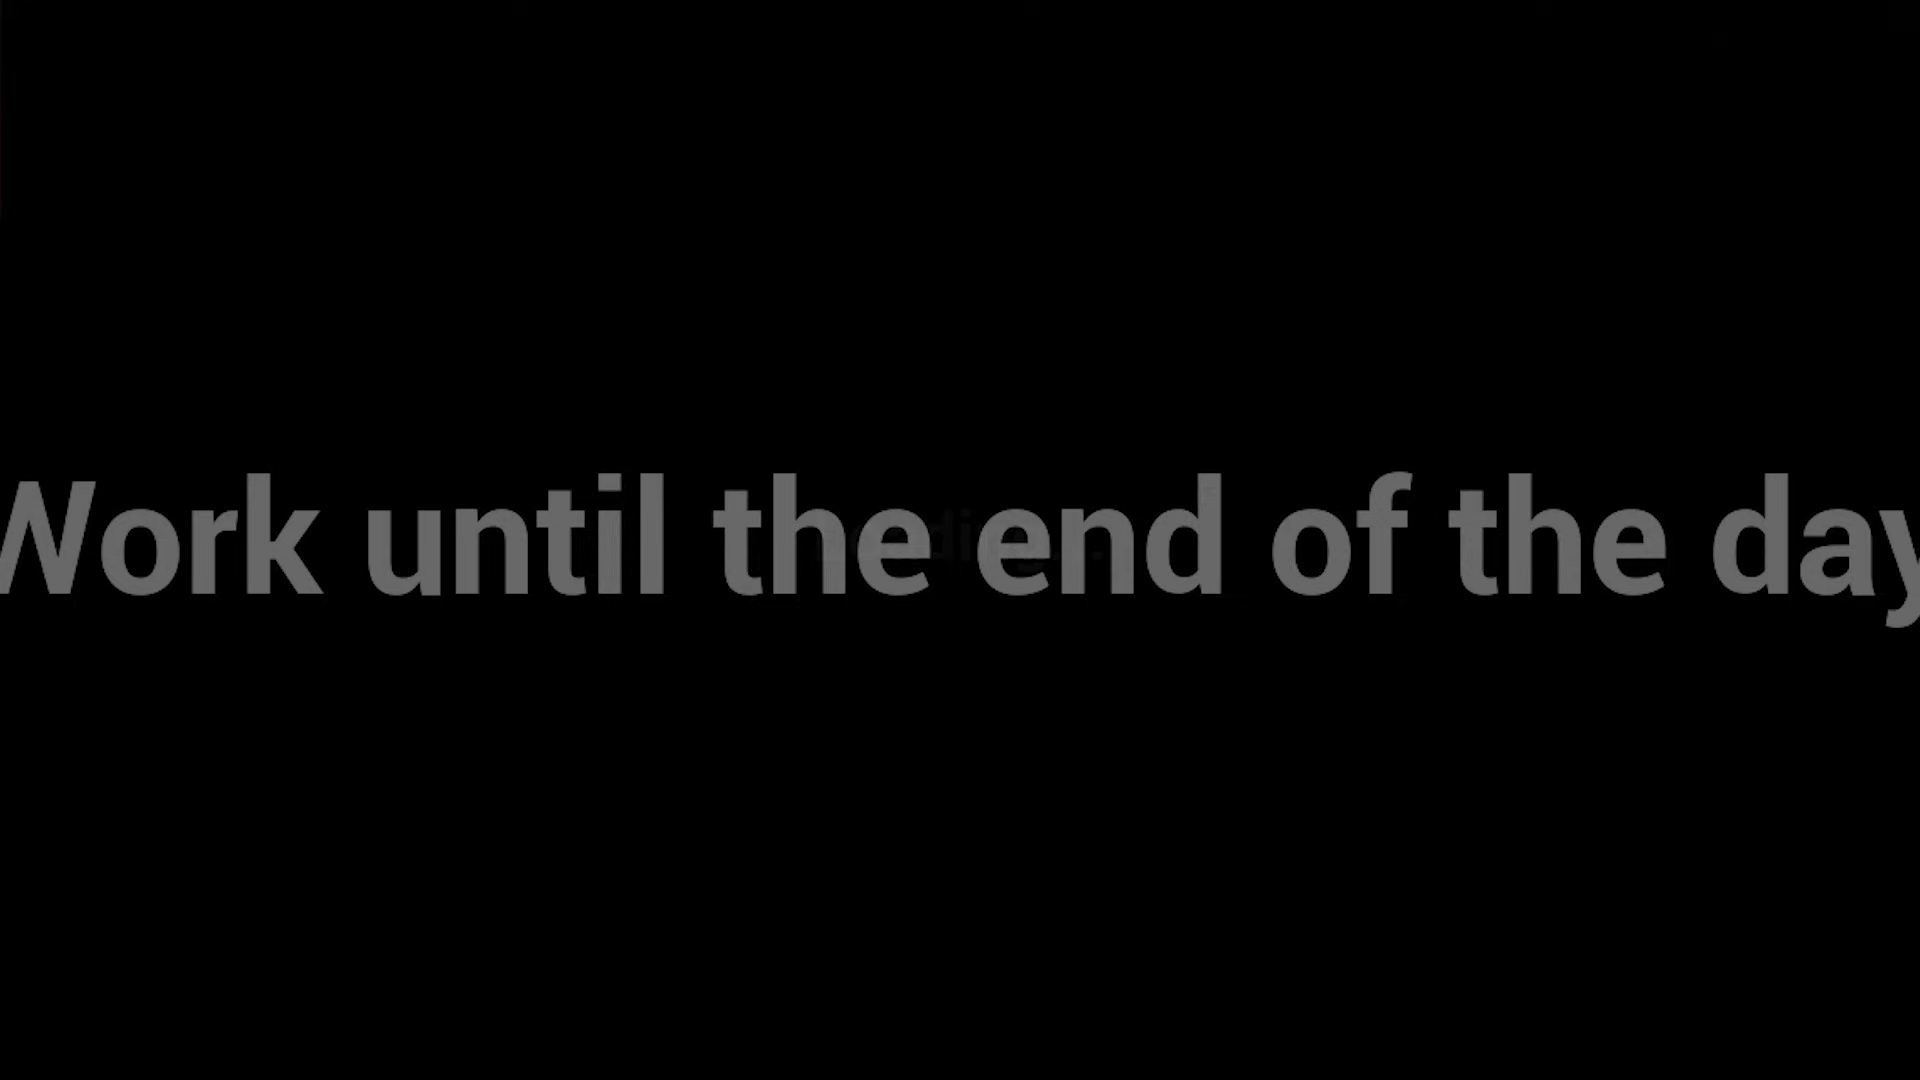 Work until the end of the day